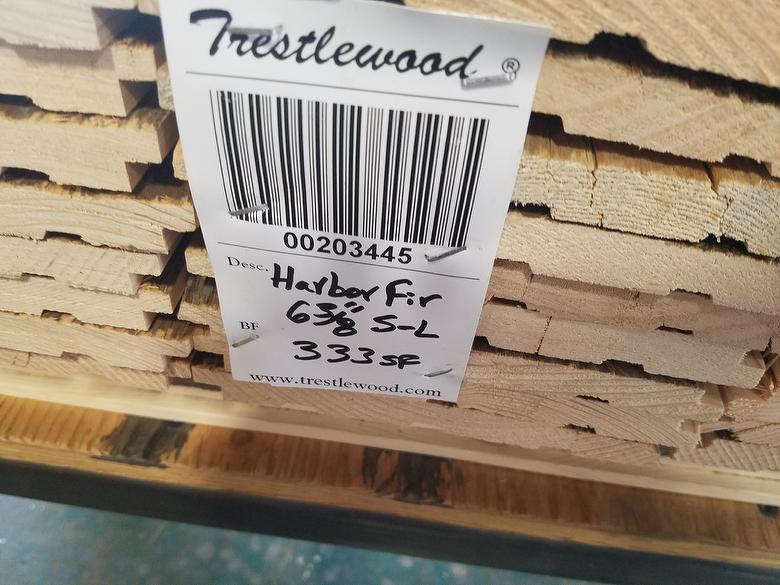 Trestlewood®
00203445
Desc. Harbor Fir
6 3/8" S-L
BF 333 SF
www.trestlewood.com